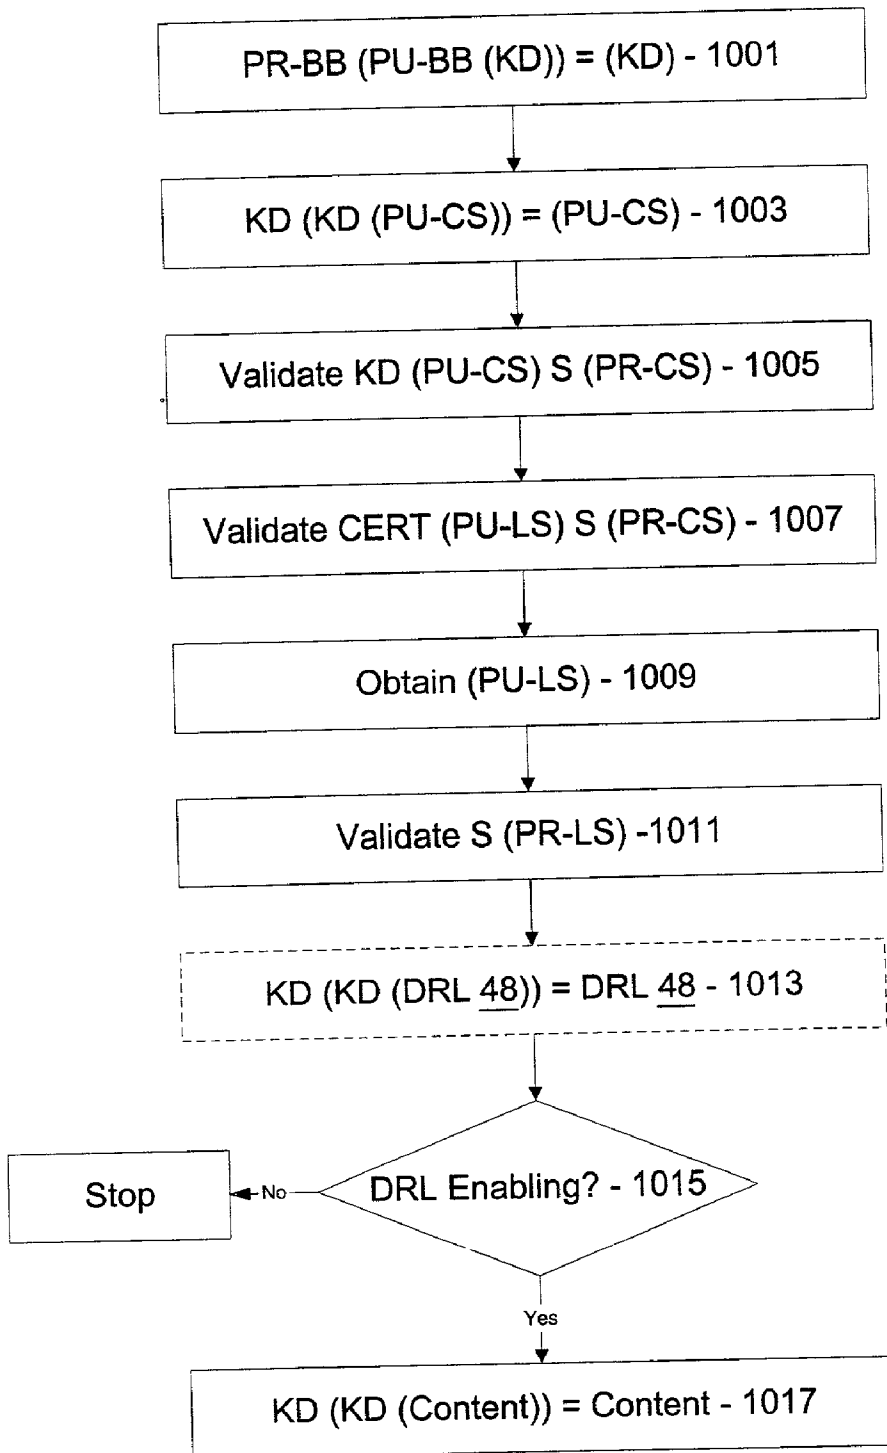 PR-BB (PU-BB (KD)) = (KD) - 1001
KD (KD (PU-CS)) = (PU-CS) - 1003
Validate KD (PU-CS) S (PR-CS) - 1005
Validate CERT (PU-LS) S (PR-CS) - 1007
Obtain (PU-LS) - 1009
Validate S (PR-LS) -1011
KD (KD (DRL 48)) = DRL 48 - 1013
DRL Enabling? - 1015
No
Stop
Yes
KD (KD (Content)) = Content - 1017